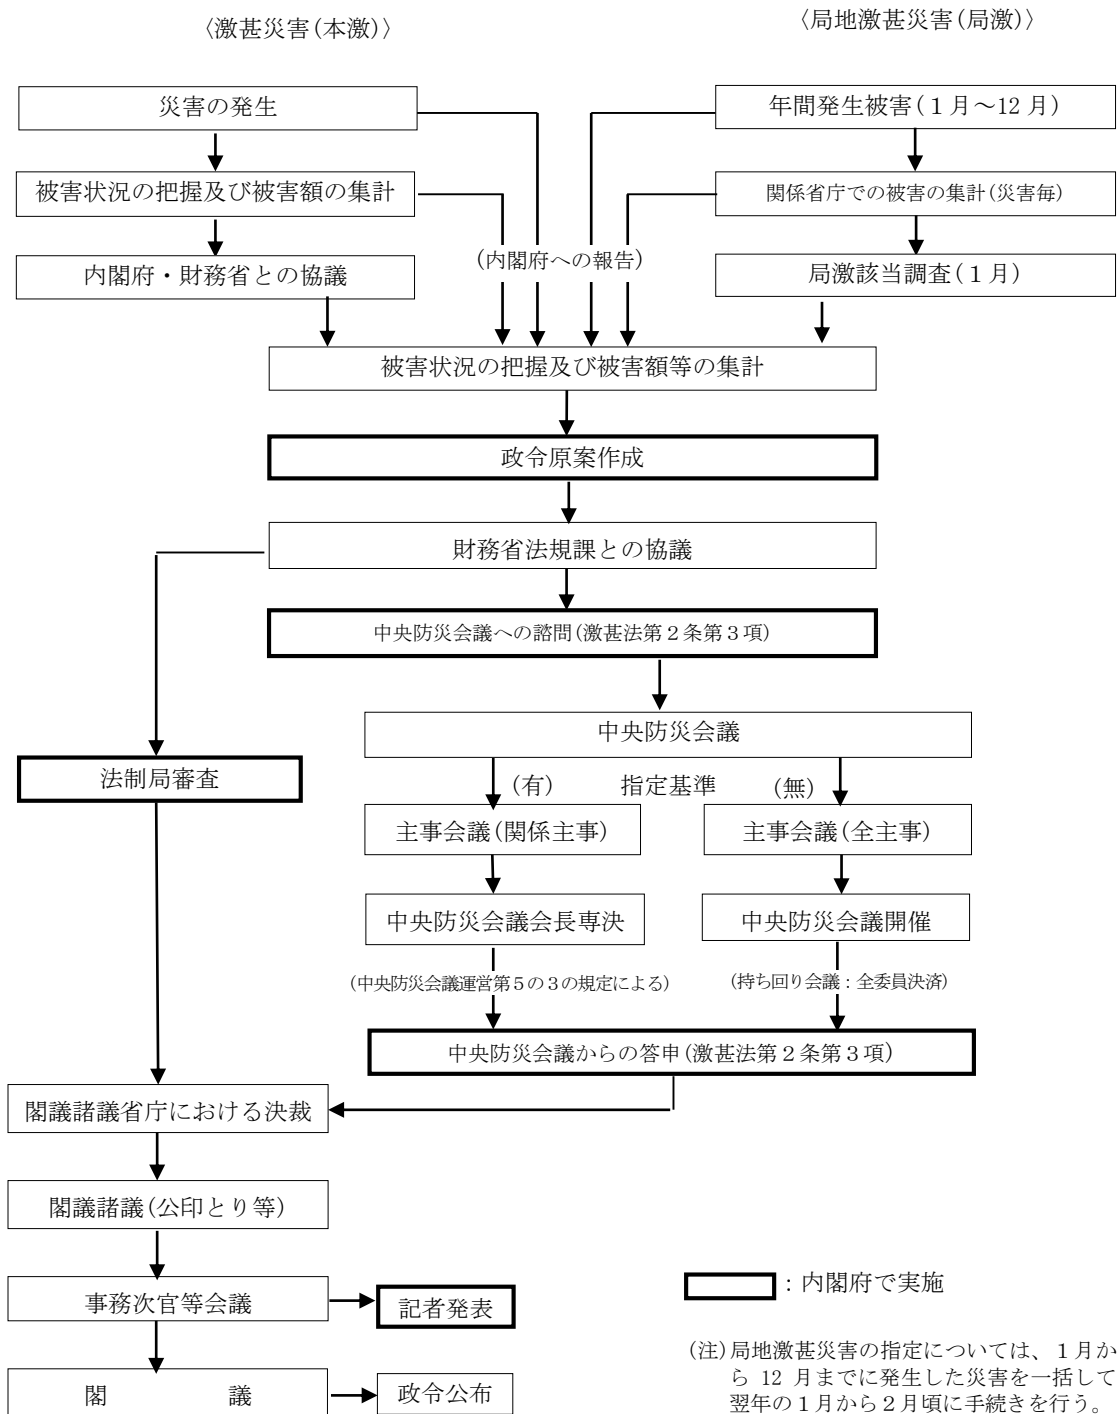 〈激甚災害(本激)〉
〈局地激甚災害(局激)〉
災害の発生
年間発生被害(１月～12 月)
被害状況の把握及び被害額の集計
関係省庁での被害の集計(災害毎)
(内閣府への報告)
内閣府・財務省との協議
局激該当調査(１月)
被害状況の把握及び被害額等の集計
政令原案作成
財務省法規課との協議
中央防災会議への諮問(激甚法第２条第３項)
中央防災会議
法制局審査
(有)
指定基準
(無)
主事会議(関係主事)
主事会議(全主事)
中央防災会議会長専決
中央防災会議開催
(中央防災会議運営第５の３の規定による)
(持ち回り会議：全委員決済)
中央防災会議からの答申(激甚法第２条第３項)
閣議諸議省庁における決裁
閣議諸議(公印とり等)
事務次官等会議
記者発表
：内閣府で実施
閣　　　　議
政令公布
(注)局地激甚災害の指定については、１月か
ら 12 月までに発生した災害を一括して
翌年の１月から２月頃に手続きを行う。